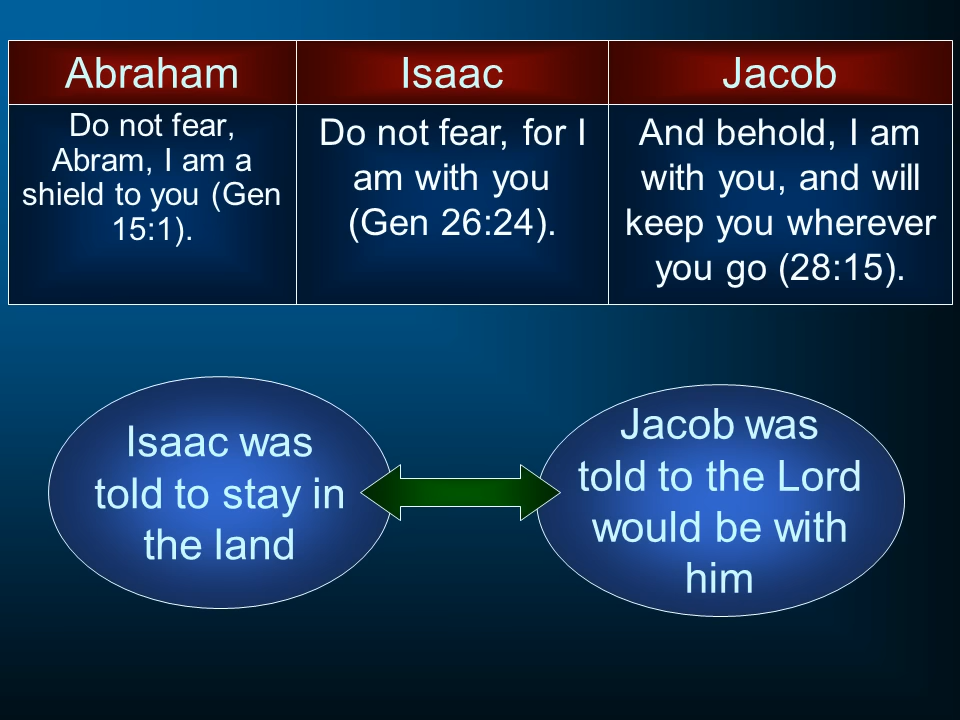 Abraham
Isaac
Jacob
Do not fear,
Abram, I am a
shield to you (Gen
15:1).
Do not fear, for I
am with you
(Gen 26:24).
And behold, I am
with you, and will
keep you wherever
you go (28:15).
Isaac was
told to stay in
the land
Jacob was
told to the Lord
would be with
him